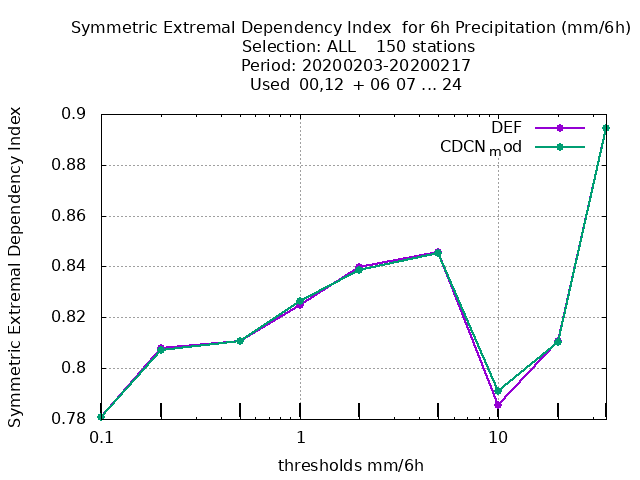 Symmetric Extremal Dependency Index  for 6h Precipitation (mm/6h)
Selection: ALL    150 stations
Period: 20200203-20200217
Used  00,12  + 06 07 ... 24
Symmetric Extremal Dependency Index
0.9
0.88
0.86
0.84
0.82
0.8
0.78
DEF
CDCNmod
0.1
1
10
thresholds mm/6h